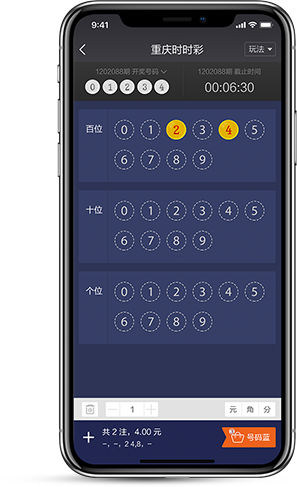 9:41
重庆时时彩
玩法
1202088期 开奖号码
1202088期 截止时间
0 1 2 3 4
00:06:30
百位
0 1 2 3 4 5
6 7 8 9
十位
0 1 2 3 4 5
6 7 8 9
个位
0 1 2 3 4 5
6 7 8 9
1
元 角 分
共 2 注，4.00 元
–, –, 2 4,8, –
号码蓝